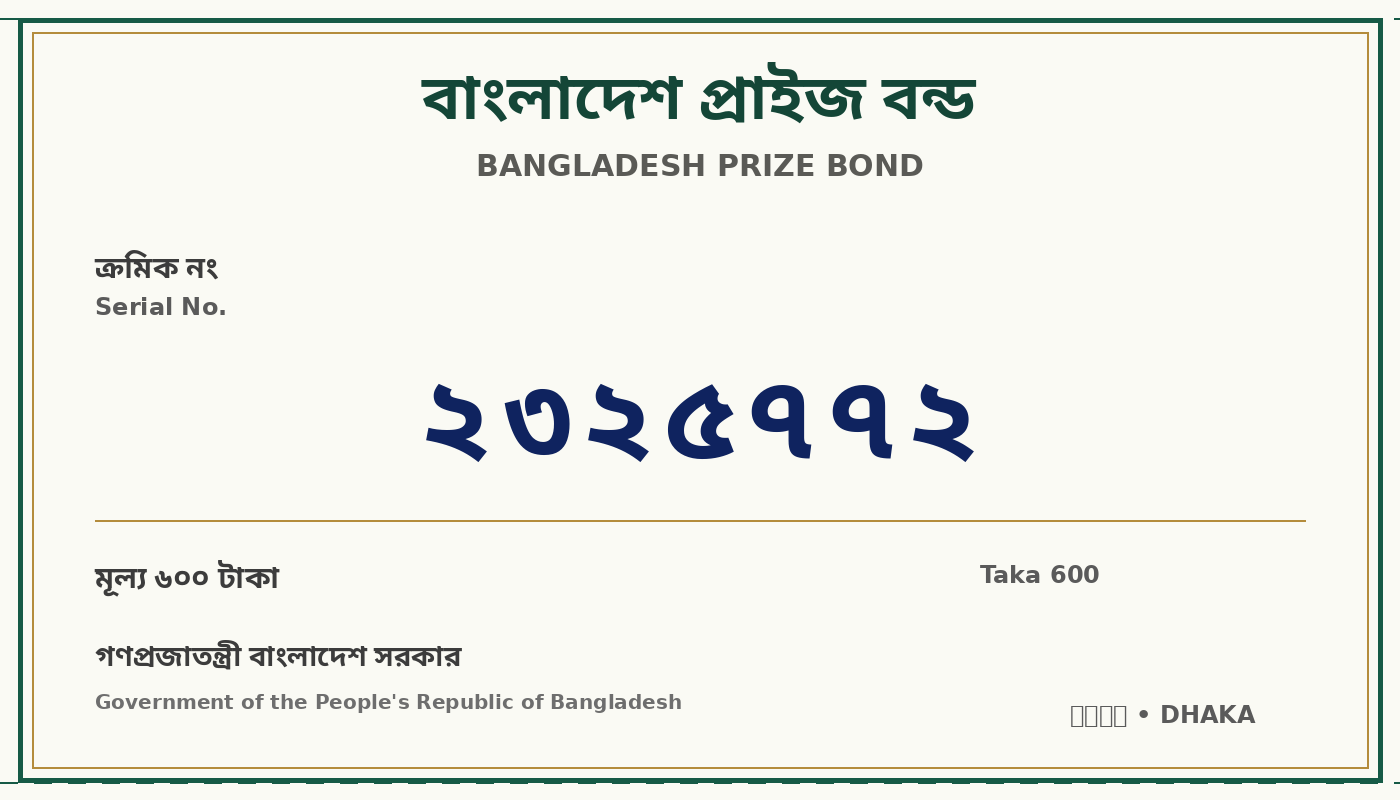 বাংলাদেশ প্রাইজ বন্ড
BANGLADESH PRIZE BOND
ক্রমিক নং
Serial No.
২৩২৫৭৭২
মূল্য ৬০০ টাকা
Taka 600
গণপ্রজাতন্ত্রী বাংলাদেশ সরকার
Government of the People's Republic of Bangladesh
• DHAKA